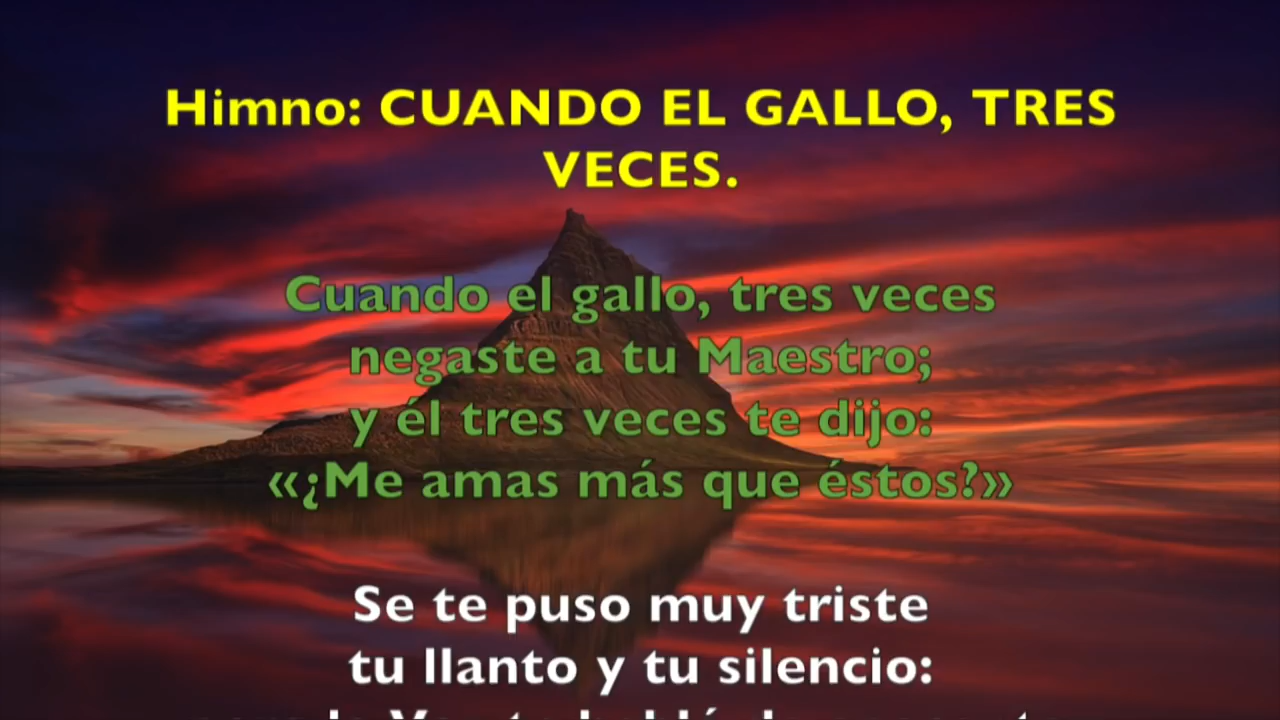 Himno: CUANDO EL GALLO, TRES
VECES.
Cuando el gallo, tres veces
negaste a tu Maestro;
y él tres veces te dijo:
«¿Me amas más que éstos?»
Se te puso muy triste
tu llanto y tu silencio: